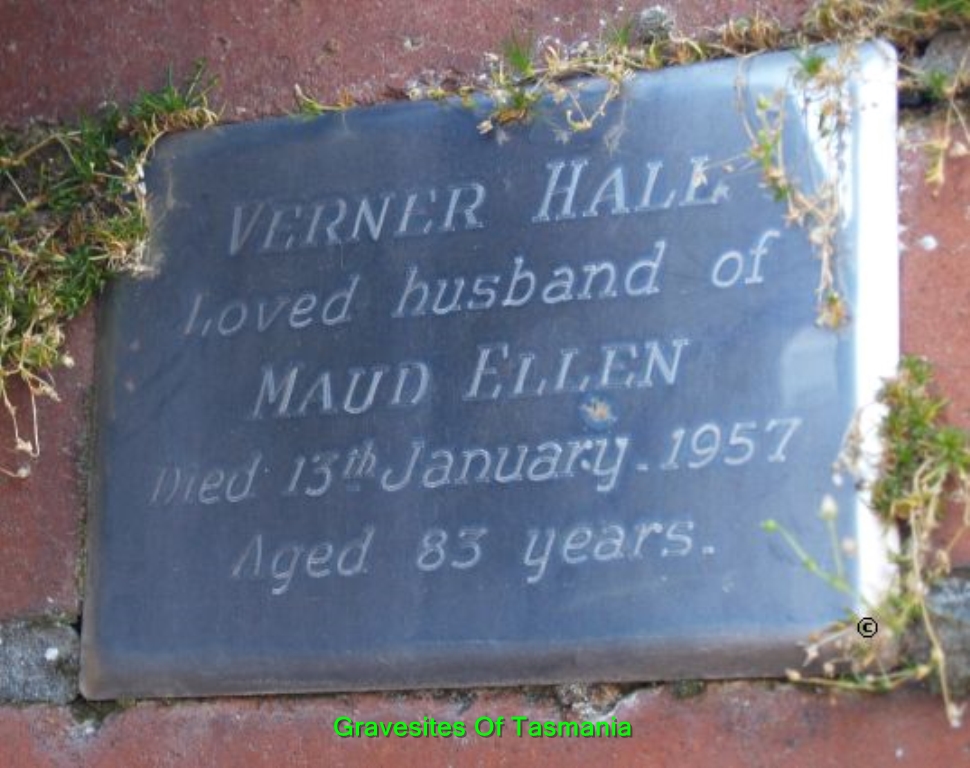 VERNER HALL
Loved husband of
MAUD ELLEN
Died 13th January. 1957
Aged 83 years.
©
Gravesites Of Tasmania